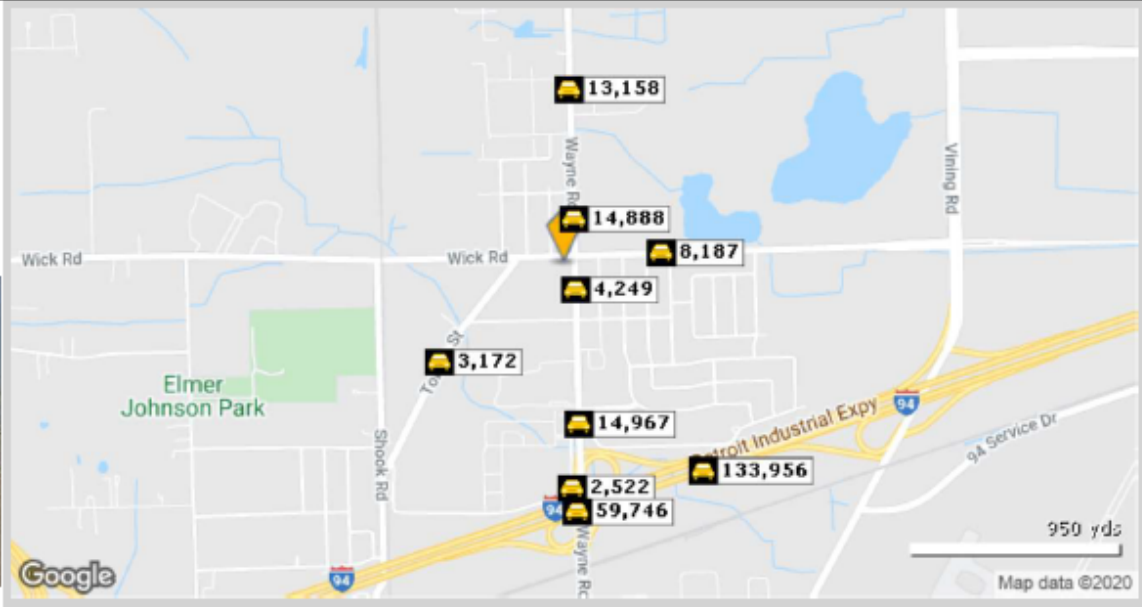 13,158
Wayne Rd
Vining Rd
14,888
8,187
Wick Rd
Wick Rd
4,249
3,172
St
Elmer
Johnson Park
14,967
Shook Rd
Detroit Industrial Expy
94
94 Service Dr
133,956
2,522
94
59,746
Wayne Rd
950 yds
94
Google
Map data ©2020